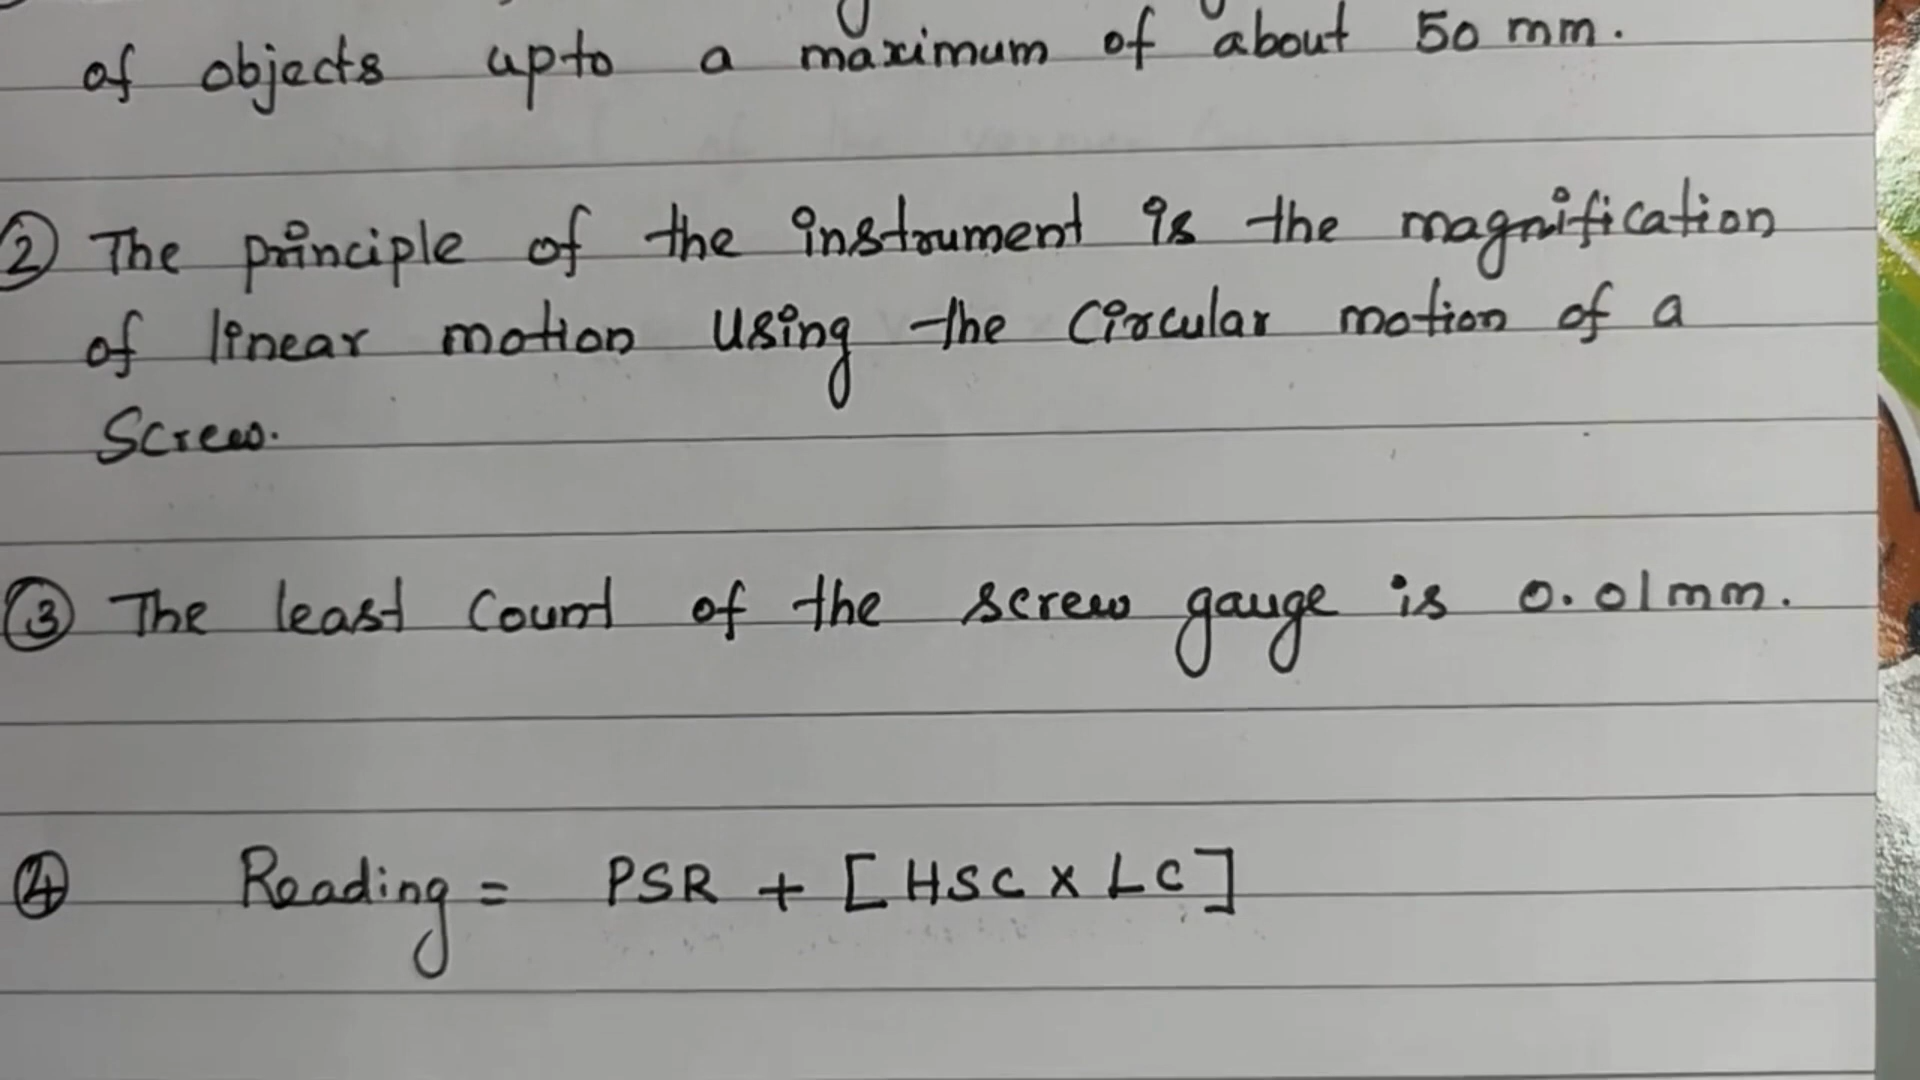 of objects upto a maximum of about 50 mm.
② The principle of the instrument is the magnification
of linear motion Using the Circular motion of a
Screw.
③ The least Count of the screw gauge is 0.01mm.
④ Reading = PSR + [HSC x LC]